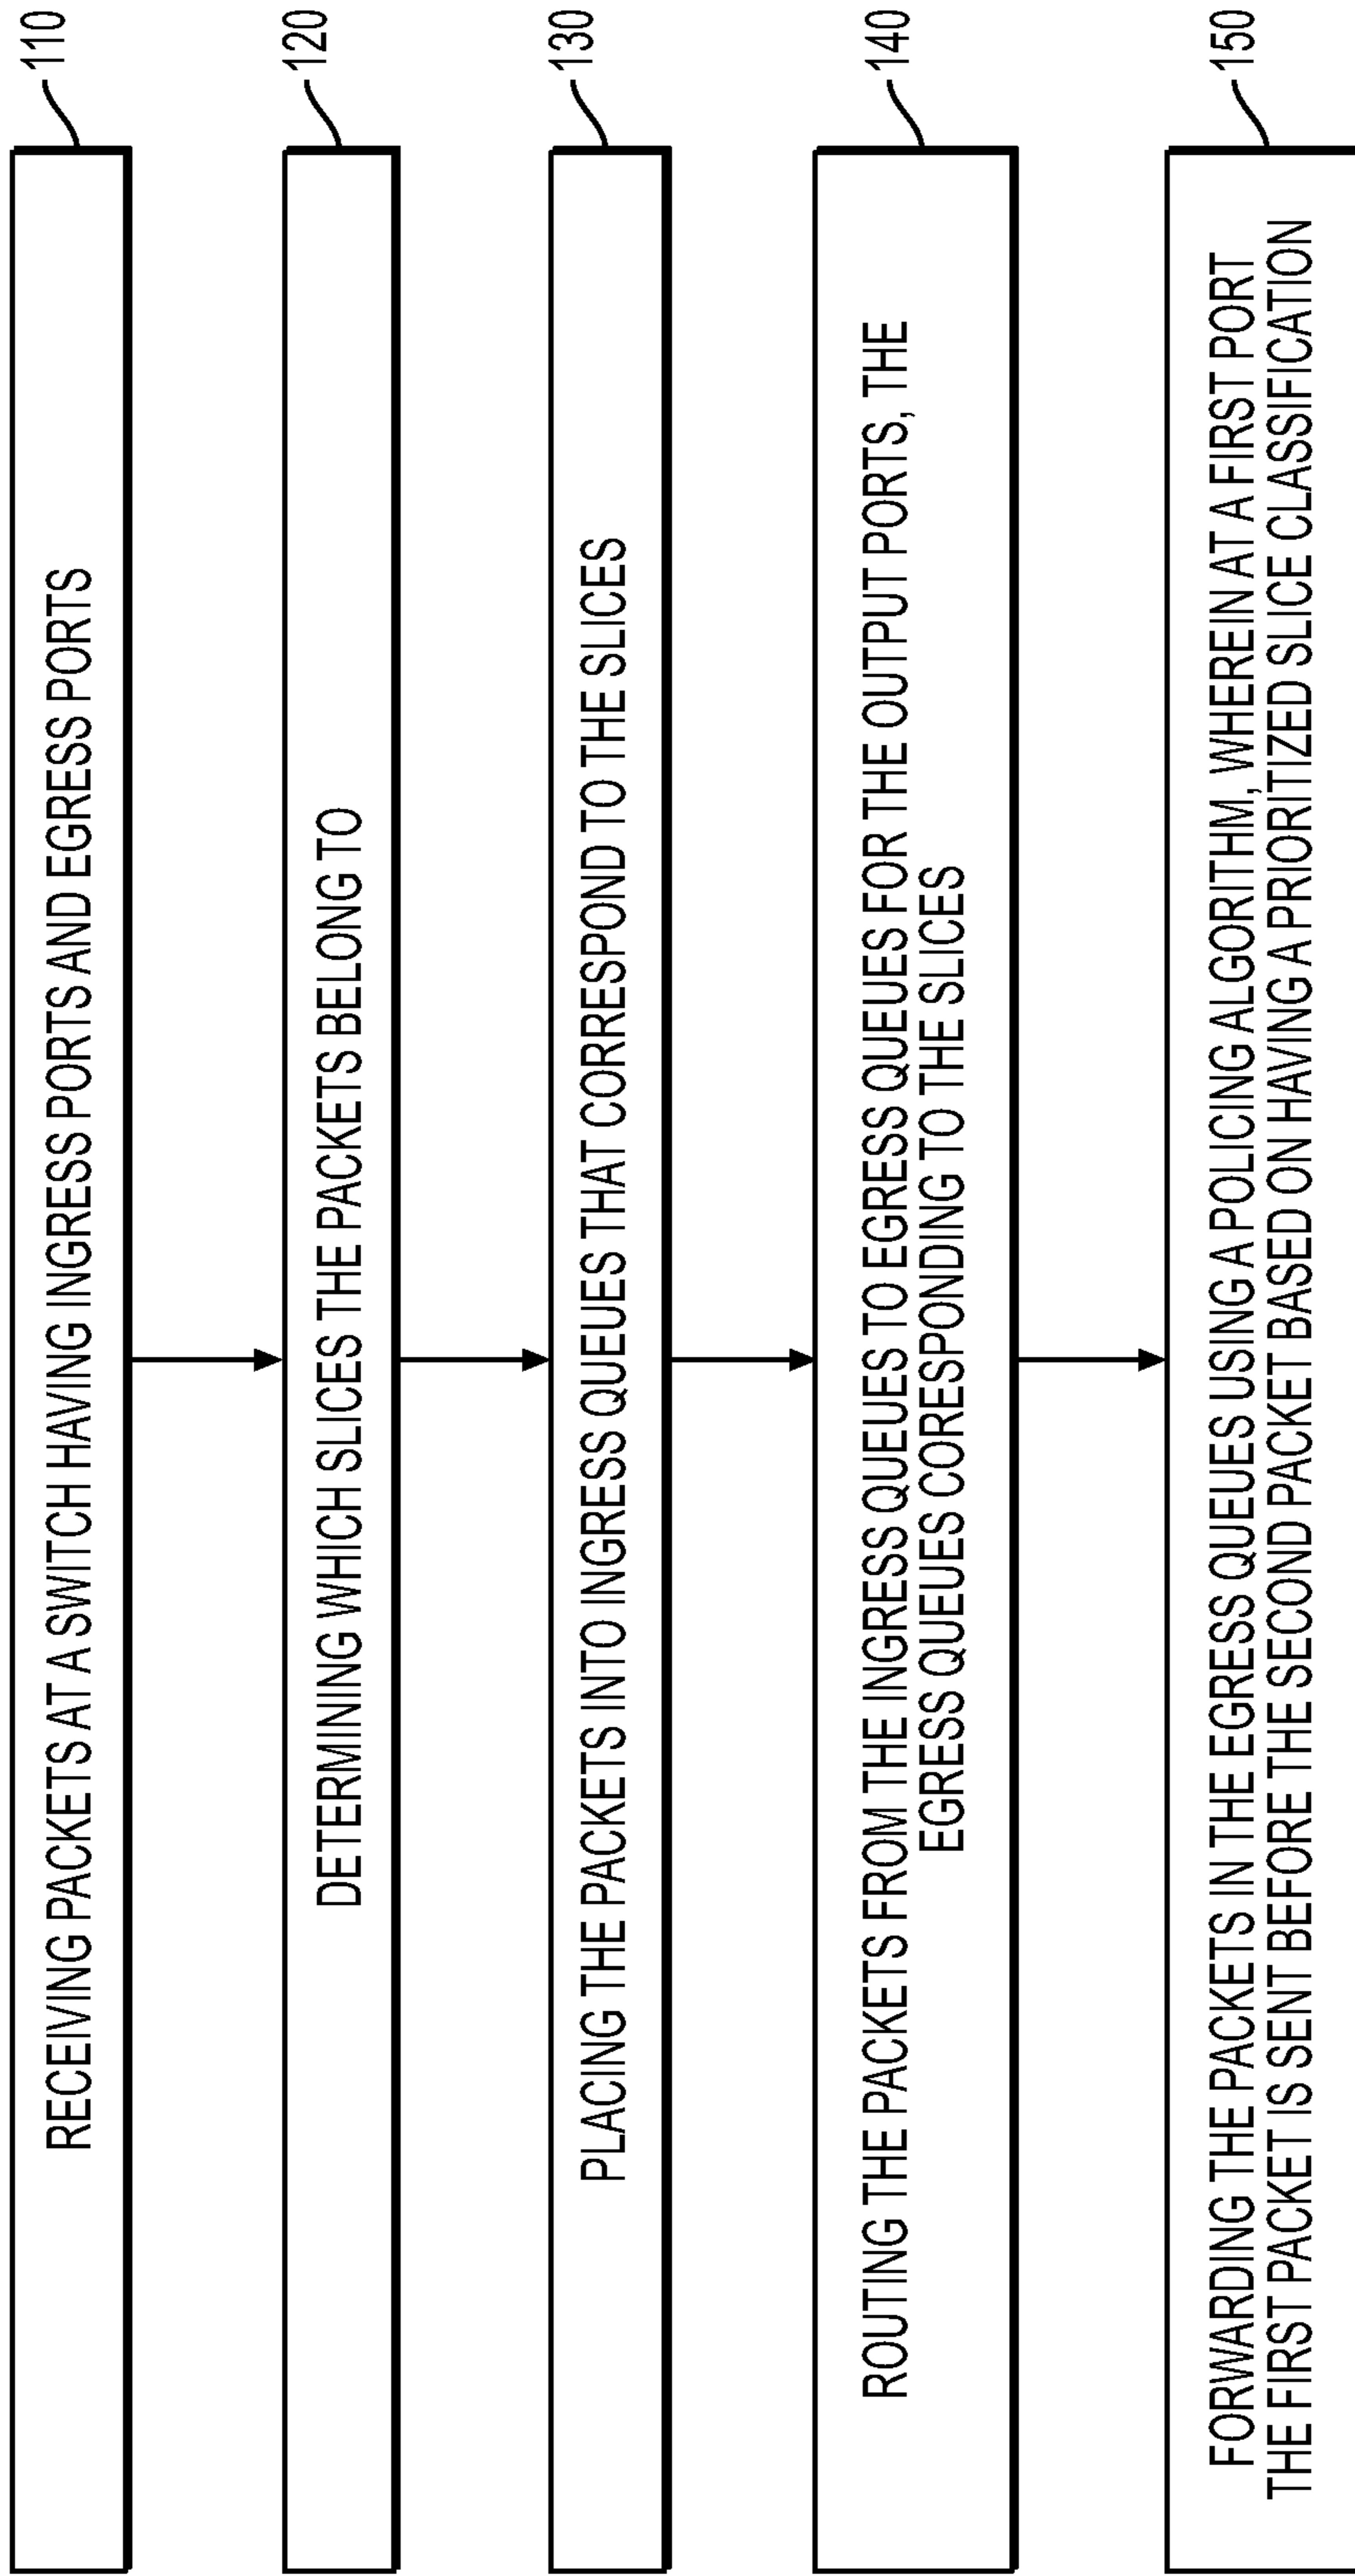 RECEIVING PACKETS AT A SWITCH HAVING INGRESS PORTS AND EGRESS PORTS
110
DETERMINING WHICH SLICES THE PACKETS BELONG TO
120
PLACING THE PACKETS INTO INGRESS QUEUES THAT CORRESPOND TO THE SLICES
130
ROUTING THE PACKETS FROM THE INGRESS QUEUES TO EGRESS QUEUES FOR THE OUTPUT PORTS, THE
EGRESS QUEUES CORESPONDING TO THE SLICES
140
FORWARDING THE PACKETS IN THE EGRESS QUEUES USING A POLICING ALGORITHM, WHEREIN AT A FIRST PORT
THE FIRST PACKET IS SENT BEFORE THE SECOND PACKET BASED ON HAVING A PRIORITIZED SLICE CLASSIFICATION
150